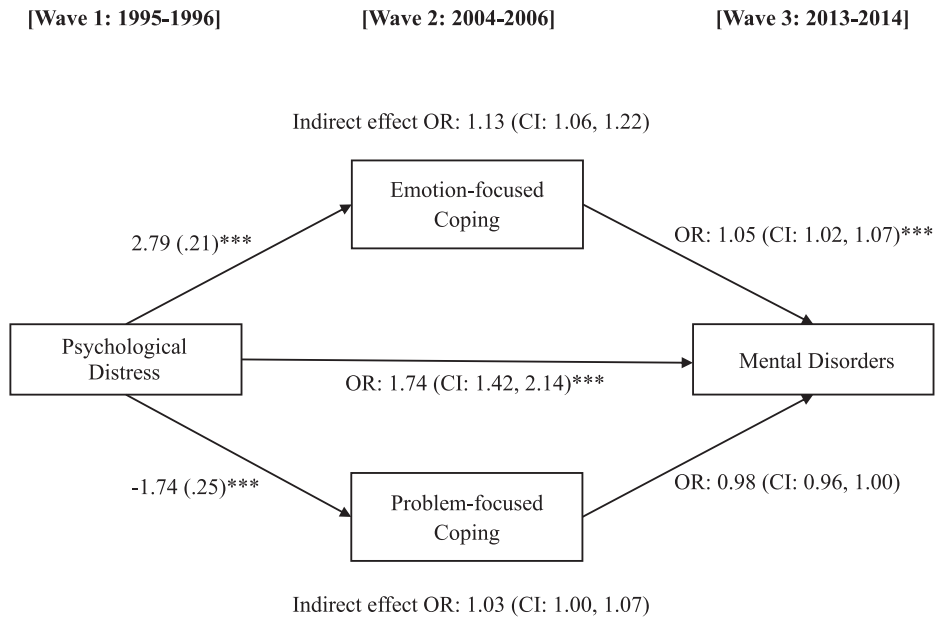 [Wave 1: 1995-1996] [Wave 2: 2004-2006] [Wave 3: 2013-2014]
Indirect effect OR: 1.13 (CI: 1.06, 1.22)
Emotion-focused
Coping
2.79 (.21)***
OR: 1.05 (CI: 1.02, 1.07)***
Psychological
Distress
OR: 1.74 (CI: 1.42, 2.14)***
Mental Disorders
-1.74 (.25)***
OR: 0.98 (CI: 0.96, 1.00)
Problem-focused
Coping
Indirect effect OR: 1.03 (CI: 1.00, 1.07)